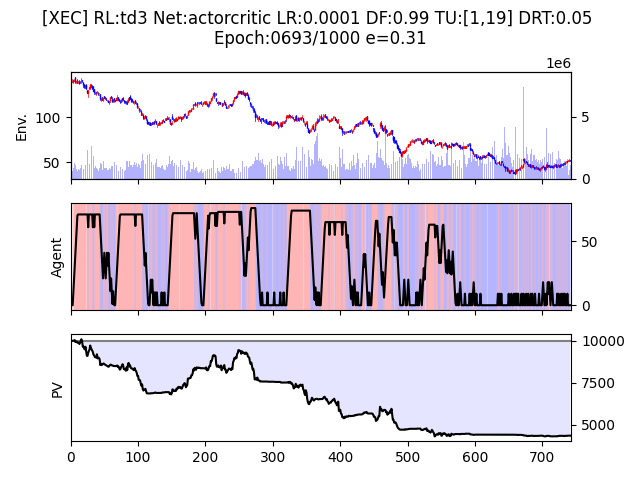 [XEC] RL:td3 Net:actorcritic LR:0.0001 DF:0.99 TU:[1,19] DRT:0.05
Epoch:0693/1000 e=0.31
1e6
Env.
100
50
5
0
Agent
50
0
PV
10000
7500
5000
0 100 200 300 400 500 600 700